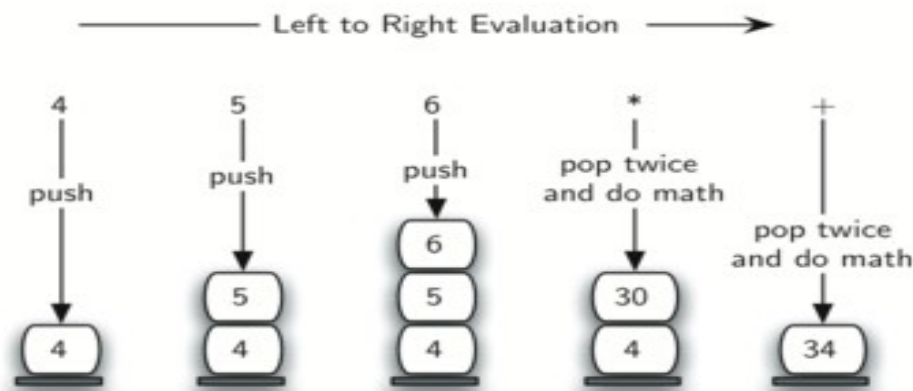 Left to Right Evaluation
4 5 6 * +
push push push pop twice
and do math pop twice
and do math
6
5 5 30
4 4 4 4 34